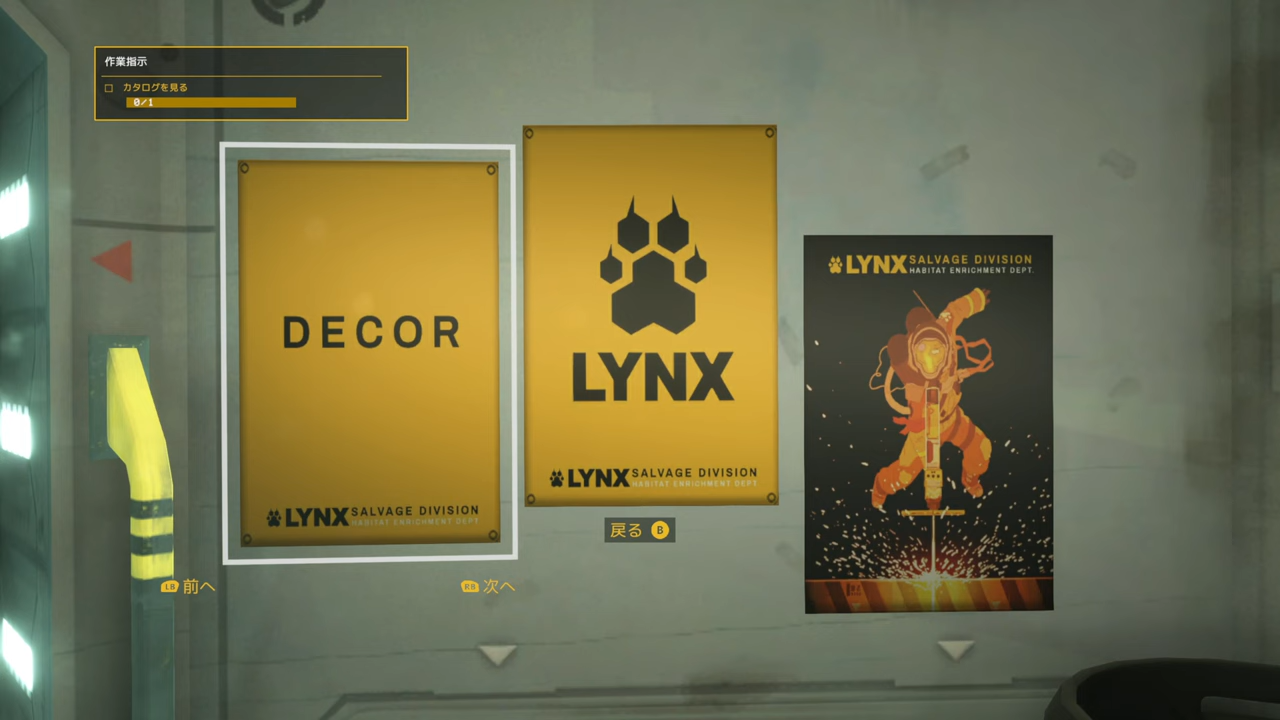 作業指示
カタログを見る
0/1
DECOR
LYNX SALVAGE DIVISION
HABITAT ENRICHMENT DEPT.
LB 前へ
RB 次へ
LYNX
LYNX SALVAGE DIVISION
HABITAT ENRICHMENT DEPT.
戻る B
LYNX SALVAGE DIVISION
HABITAT ENRICHMENT DEPT.